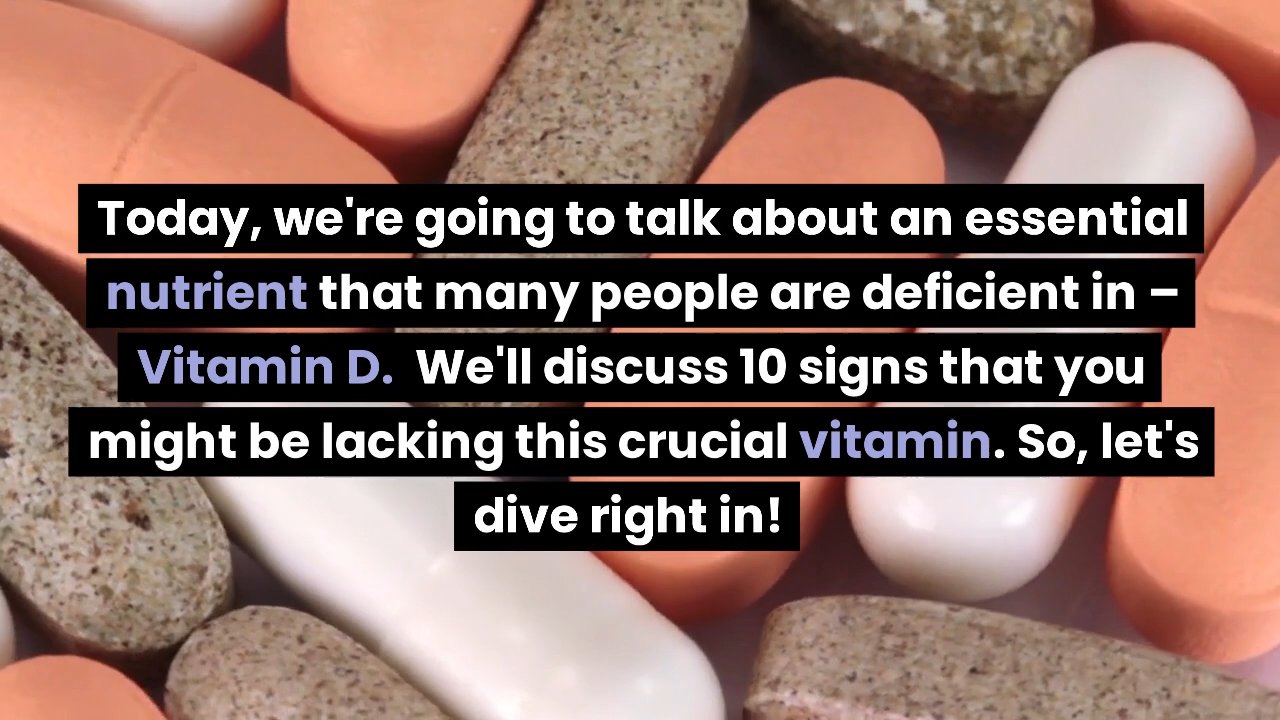 Today, we're going to talk about an essential
nutrient that many people are deficient in –
Vitamin D.  We'll discuss 10 signs that you
might be lacking this crucial vitamin. So, let's
dive right in!